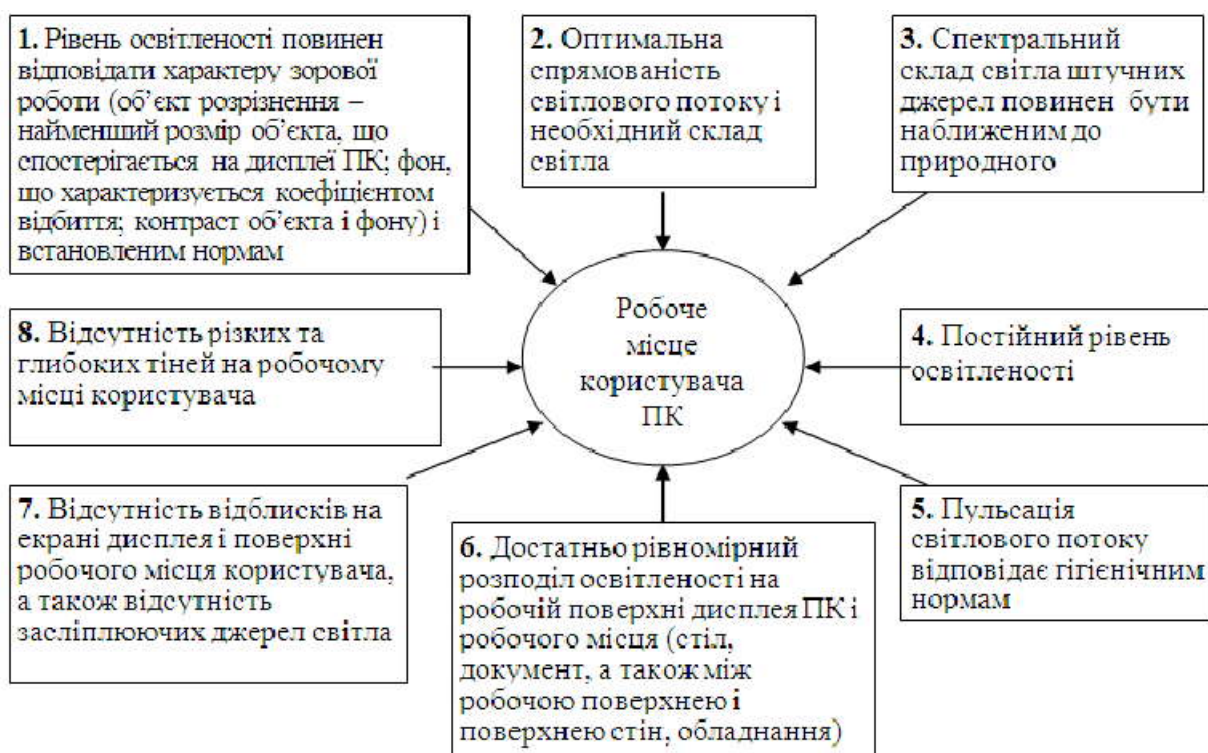 1. Рівень освітленості повинен
відповідати характеру зорової
роботи (об’єкт розрізнення –
найменший розмір об’єкта, що
спостерігається на дисплеї ПК; фон,
що характеризується коефіцієнтом
відбиття; контраст об’єкта і фону) і
встановленим нормам
2. Оптимальна
спрямованість
світлового потоку і
необхідний склад
світла
3. Спектральний
склад світла штучних
джерел повинен бути
наближеним до
природного
8. Відсутність різких та
глибоких тіней на робочому
місці користувача
Робоче
місце
користувача
ПК
4. Постійний рівень
освітленості
7. Відсутність відблисків на
екрані дисплея і поверхні
робочого місця користувача,
а також відсутність
засліплюючих джерел світла
6. Достатньо рівномірний
розподіл освітленості на
робочій поверхні дисплея ПК і
робочого місця (стіл,
документ, а також між
робочою поверхнею і
поверхнею стін, обладнання)
5. Пульсація
світлового потоку
відповідає гігієнічним
нормам